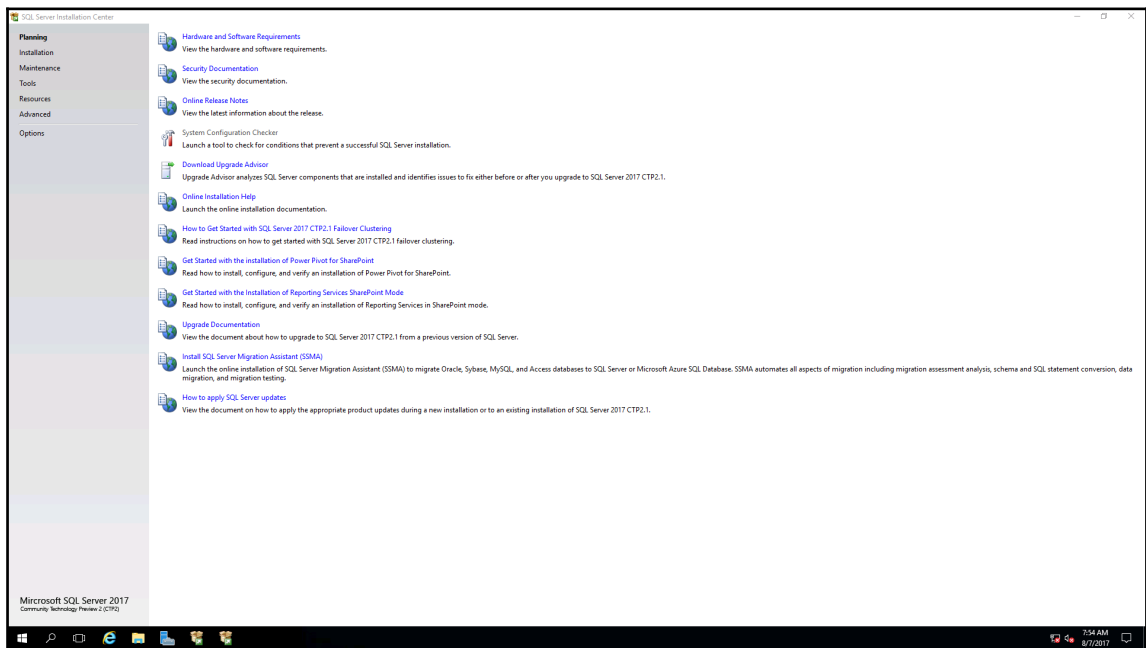 SQL Server Installation Center
Planning
Installation
Maintenance
Tools
Resources
Advanced
Options
Hardware and Software Requirements
View the hardware and software requirements.
Security Documentation
View the security documentation.
Online Release Notes
View the latest information about the release.
System Configuration Checker
Launch a tool to check for conditions that prevent a successful SQL Server installation.
Download Upgrade Advisor
Upgrade Advisor analyzes SQL Server components that are installed and identifies issues to fix either before or after you upgrade to SQL Server 2017 CTP2.1.
Online Installation Help
Launch the online installation documentation.
How to Get Started with SQL Server 2017 CTP2.1 Failover Clustering
Read instructions on how to get started with SQL Server 2017 CTP2.1 failover clustering.
Get Started with the installation of Power Pivot for SharePoint
Read how to install, configure, and verify an installation of Power Pivot for SharePoint.
Get Started with the Installation of Reporting Services SharePoint Mode
Read how to install, configure, and verify an installation of Reporting Services in SharePoint mode.
Upgrade Documentation
View the document about how to upgrade to SQL Server 2017 CTP2.1 from a previous version of SQL Server.
Install SQL Server Migration Assistant (SSMA)
Launch the online installation of SQL Server Migration Assistant (SSMA) to migrate Oracle, Sybase, MySQL, and Access databases to SQL Server or Microsoft Azure SQL Database. SSMA automates all aspects of migration including migration assessment analysis, schema and SQL statement conversion, data
migration, and migration testing.
How to apply SQL Server updates
View the document on how to apply the appropriate product updates during a new installation or to an existing installation of SQL Server 2017 CTP2.1.
Mircrosoft SQL Server 2017
Community Technology Preview 2 (CTP2)
7:54 AM
8/7/2017